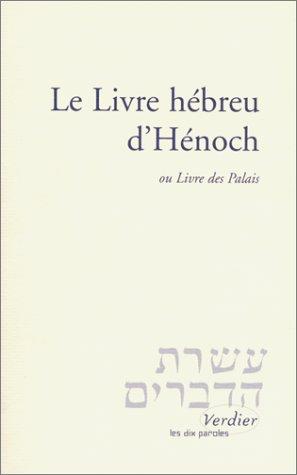 Le Livre hébreu
d'Hénoch
ou Livre des Palais
עשרת
הדברים
Verdier
les dix paroles